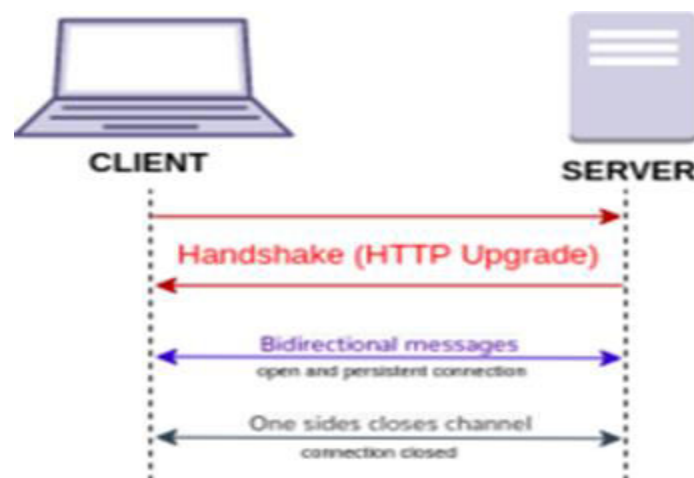 CLIENT
SERVER
Handshake (HTTP Upgrade)
Bidirectional messages
open and persistent connection
One sides closes channel
connection closed